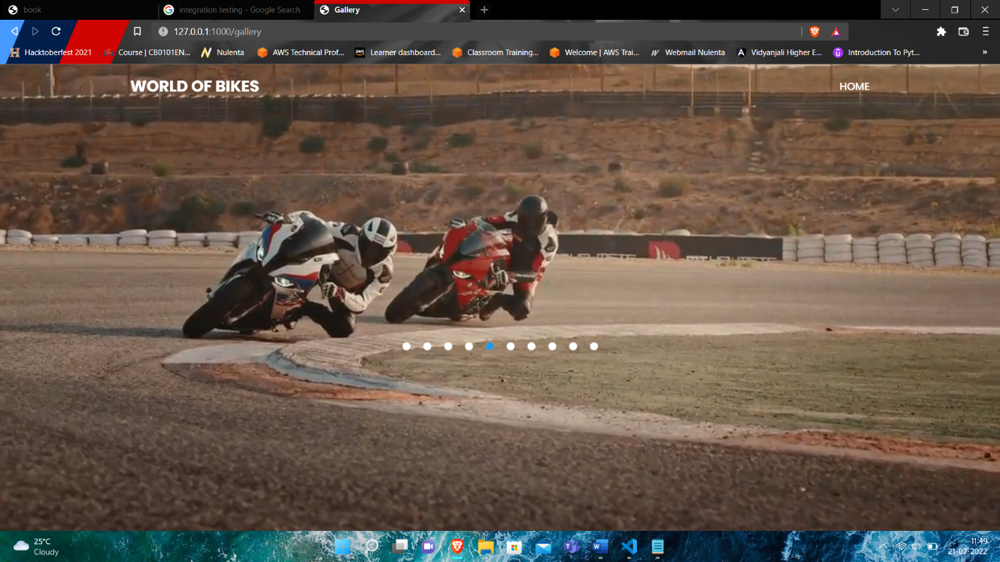 book
integration testing - Google Search
Gallery
127.0.0.1:1000/gallery
Hacktoberfest 2021
Course | CB0101EN...
Nulenta
AWS Technical Prof...
Learner dashboard...
Classroom Training...
Welcome | AWS Trai...
Webmail Nulenta
Vidyanjali Higher E...
Introduction To Pyt...
»
WORLD OF BIKES
HOME
25°C
Cloudy
11:49
21-07-2022